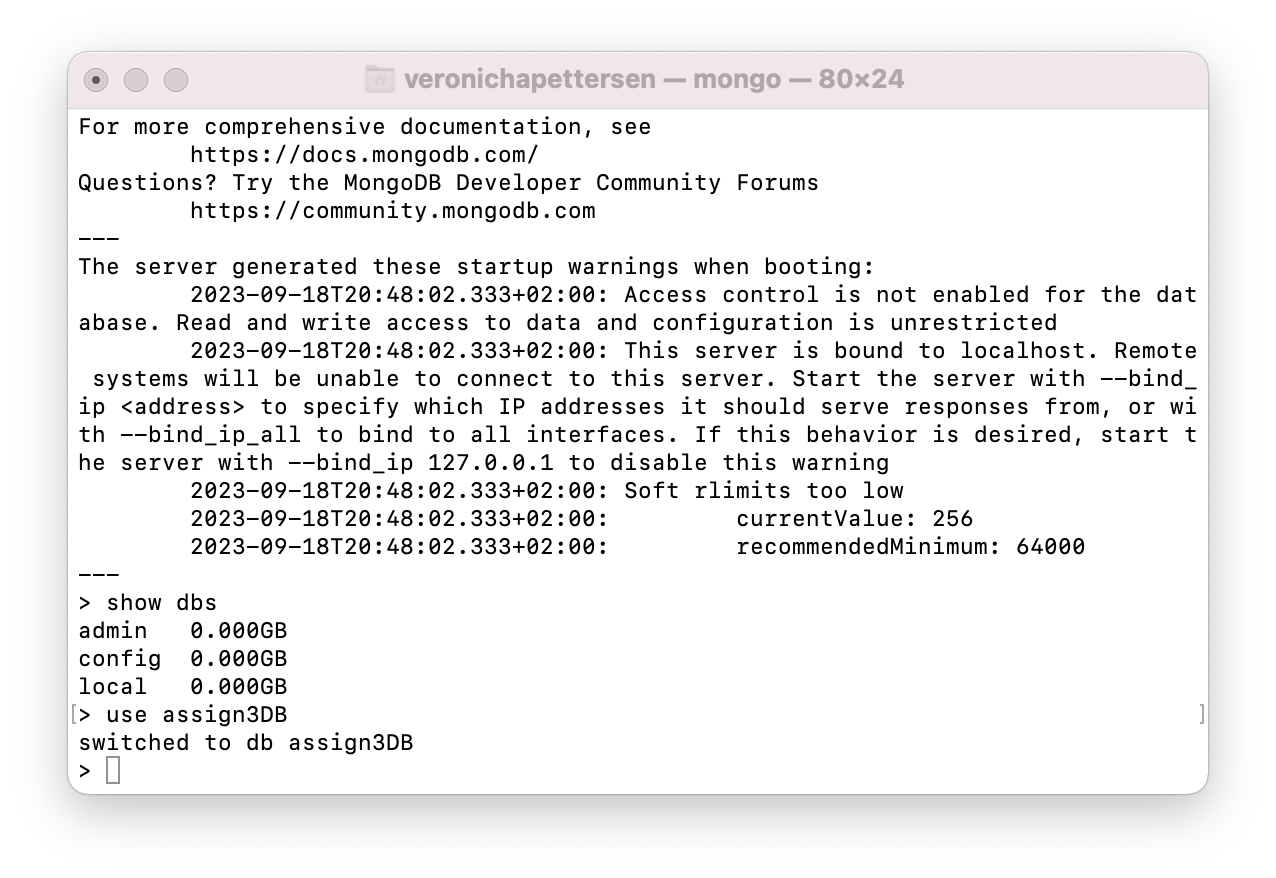 veronichapettersen — mongo — 80×24
For more comprehensive documentation, see
        https://docs.mongodb.com/
Questions? Try the MongoDB Developer Community Forums
        https://community.mongodb.com
---
The server generated these startup warnings when booting:
        2023-09-18T20:48:02.333+02:00: Access control is not enabled for the dat
abase. Read and write access to data and configuration is unrestricted
        2023-09-18T20:48:02.333+02:00: This server is bound to localhost. Remote
 systems will be unable to connect to this server. Start the server with --bind_
ip <address> to specify which IP addresses it should serve responses from, or wi
th --bind_ip_all to bind to all interfaces. If this behavior is desired, start t
he server with --bind_ip 127.0.0.1 to disable this warning
        2023-09-18T20:48:02.333+02:00: Soft rlimits too low
        2023-09-18T20:48:02.333+02:00:         currentValue: 256
        2023-09-18T20:48:02.333+02:00:         recommendedMinimum: 64000
---
> show dbs
admin   0.000GB
config  0.000GB
local   0.000GB
[> use assign3DB ]
switched to db assign3DB
>